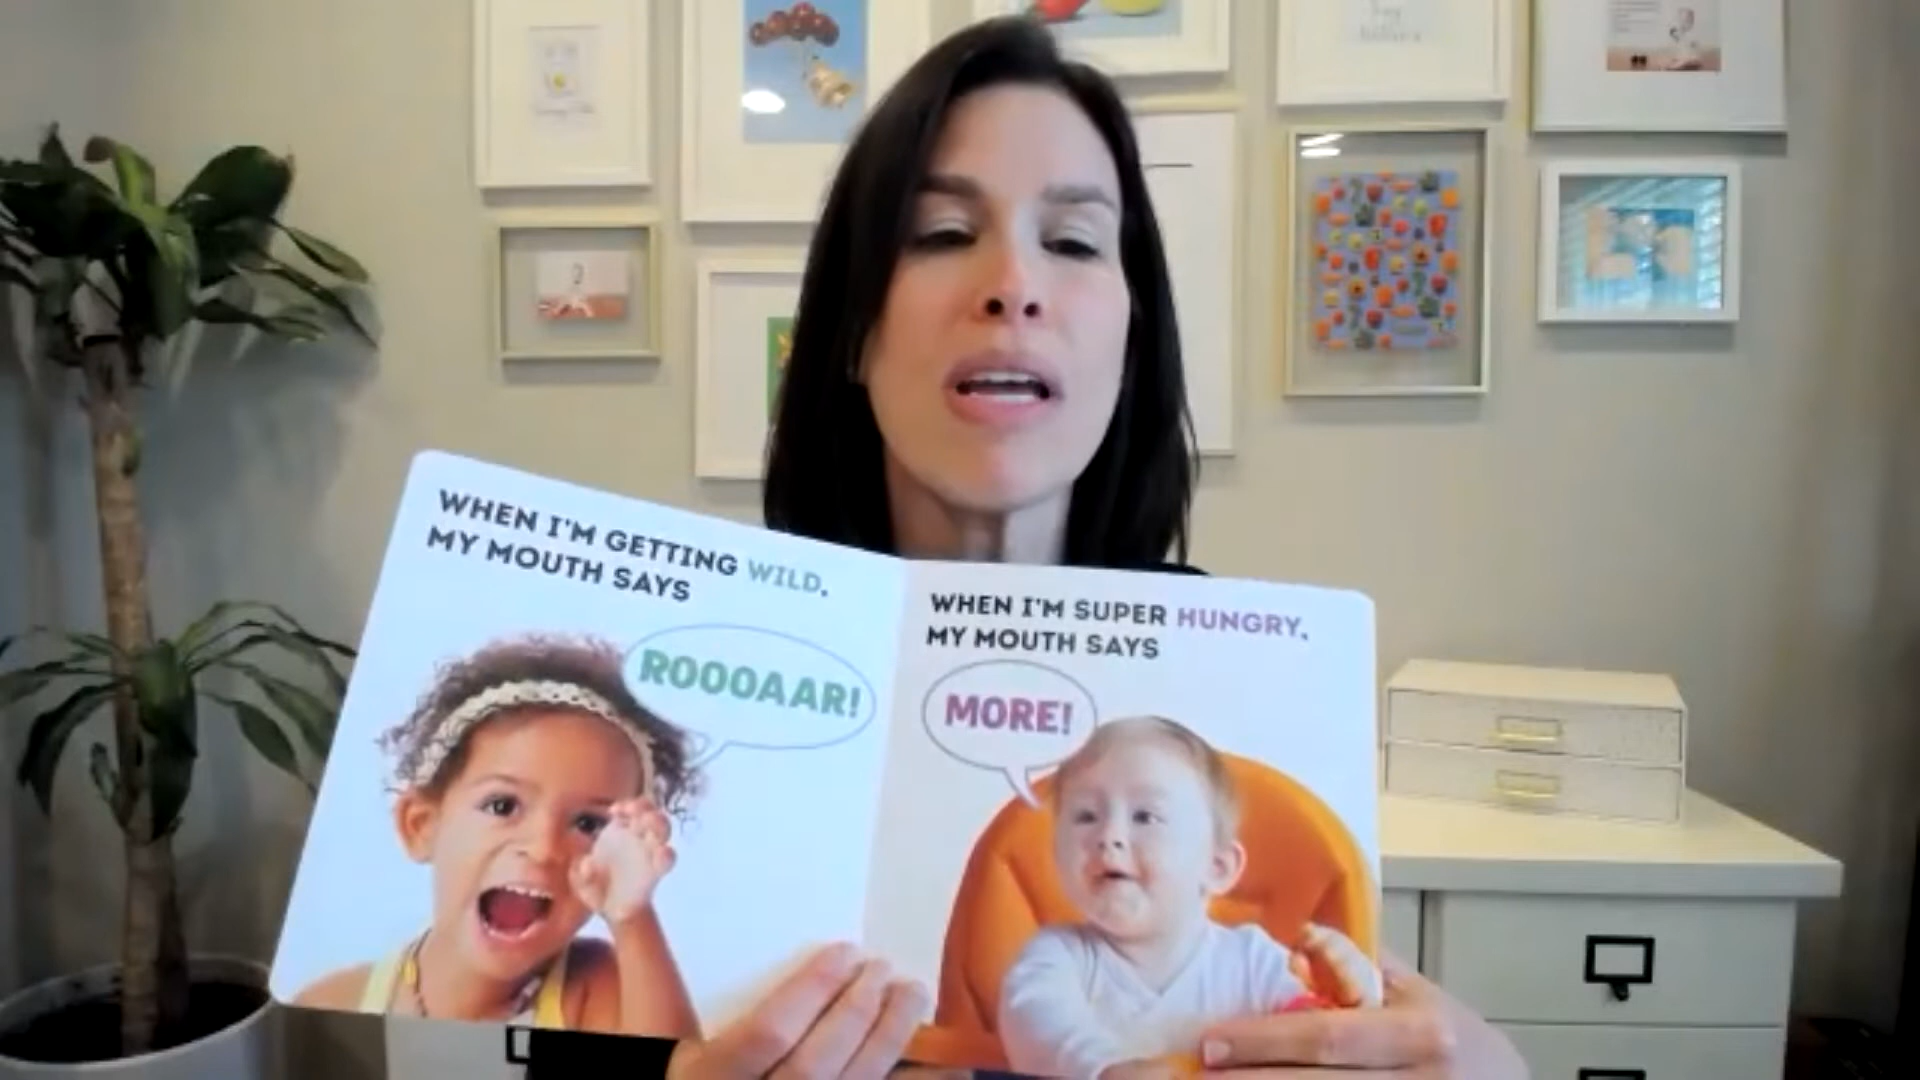 WHEN I'M GETTING WILD,
MY MOUTH SAYS
ROOOAAR!
WHEN I'M SUPER HUNGRY,
MY MOUTH SAYS
MORE!